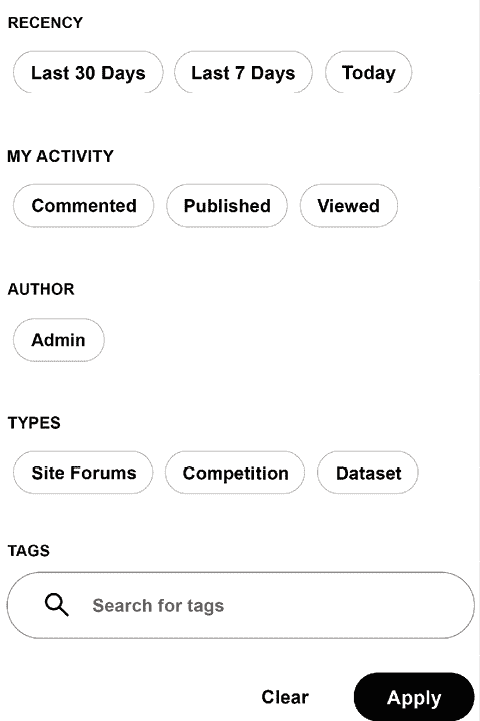 RECENCY
Last 30 Days Last 7 Days Today
MY ACTIVITY
Commented Published Viewed
AUTHOR
Admin
TYPES
Site Forums Competition Dataset
TAGS
Search for tags
Clear Apply